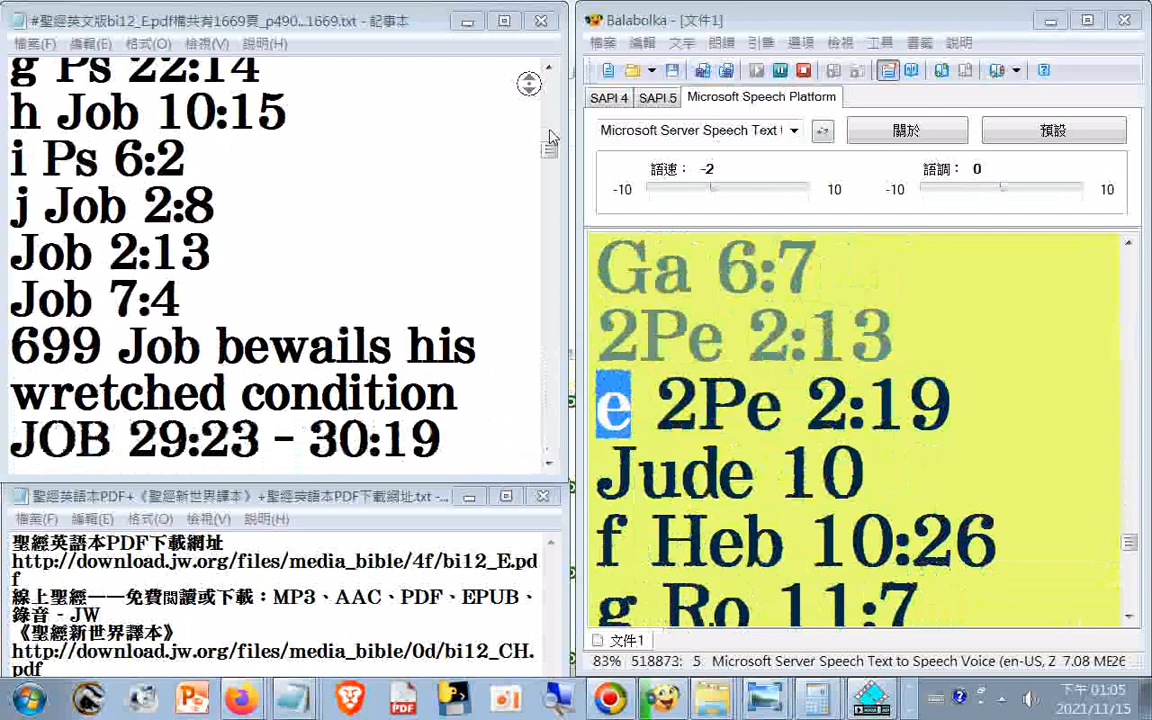 #聖經英文版bi12_E.pdf檔共有1669頁_p490...1669.txt - 記事本
檔案(F) 編輯(E) 格式(O) 檢視(V) 說明(H)
g Ps 22:14
h Job 10:15
i Ps 6:2
j Job 2:8
Job 2:13
Job 7:4
699 Job bewails his
wretched condition
JOB 29:23 - 30:19
聖經英語本PDF+《聖經新世界譯本》+聖經英語本PDF下載網址.txt -...
檔案(F) 編輯(E) 格式(O) 檢視(V) 說明(H)
聖經英語本PDF下載網址
http://download.jw.org/files/media_bible/4f/bi12_E.pd
f
線上聖經——免費閱讀或下載：MP3、AAC、PDF、EPUB、
錄音 - JW
《聖經新世界譯本》
http://download.jw.org/files/media_bible/0d/bi12_CH.
pdf
Balabolka - [文件1]
檔案 編輯 文字 朗讀 引擎 選項 檢視 工具 書籤 說明
SAPI 4 SAPI 5 Microsoft Speech Platform
Microsoft Server Speech Text 關於 預設
語速： -2 語調： 0
-10 10 -10 10
Ga 6:7
2Pe 2:13
e 2Pe 2:19
Jude 10
f Heb 10:26
g Ro 11:7
文件1
83% 518873: 5 Microsoft Server Speech Text to Speech Voice (en-US, Z 7.08 ME26
PDF
下午 01:05
2021/11/15